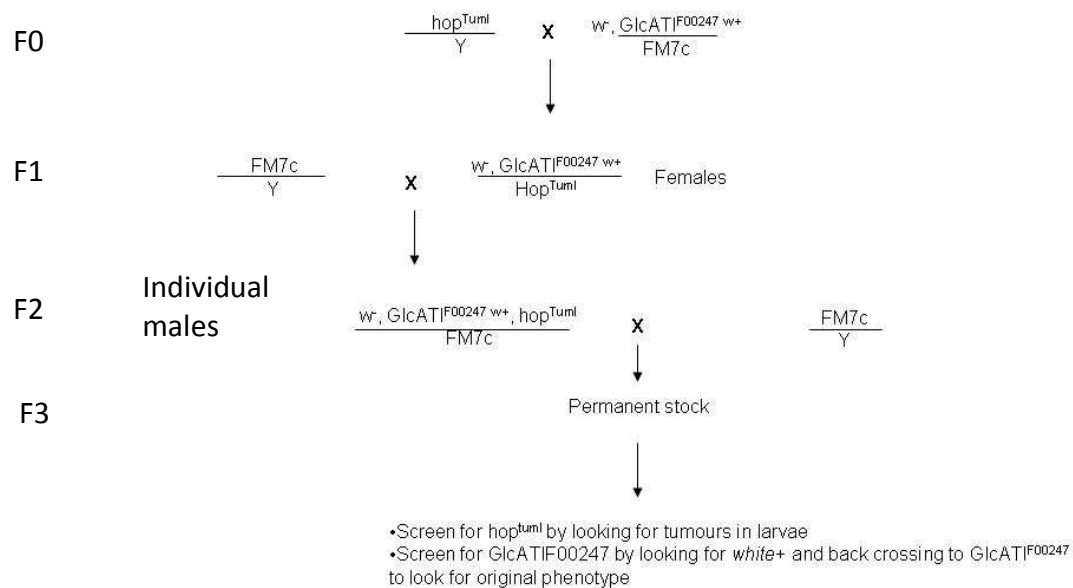 F0
hop^Tuml
Y
X
w-, GlcATI^F00247 w+
FM7c
F1
FM7c
Y
X
w-, GlcATI^F00247 w+
Hop^Tuml
Females
F2
Individual
males
w-, GlcATI^F00247 w+, hop^Tuml
FM7c
X
FM7c
Y
F3
Permanent stock
•Screen for hop^tuml by looking for tumours in larvae
•Screen for GlcATIF00247 by looking for white+ and back crossing to GlcATI^F00247
to look for original phenotype